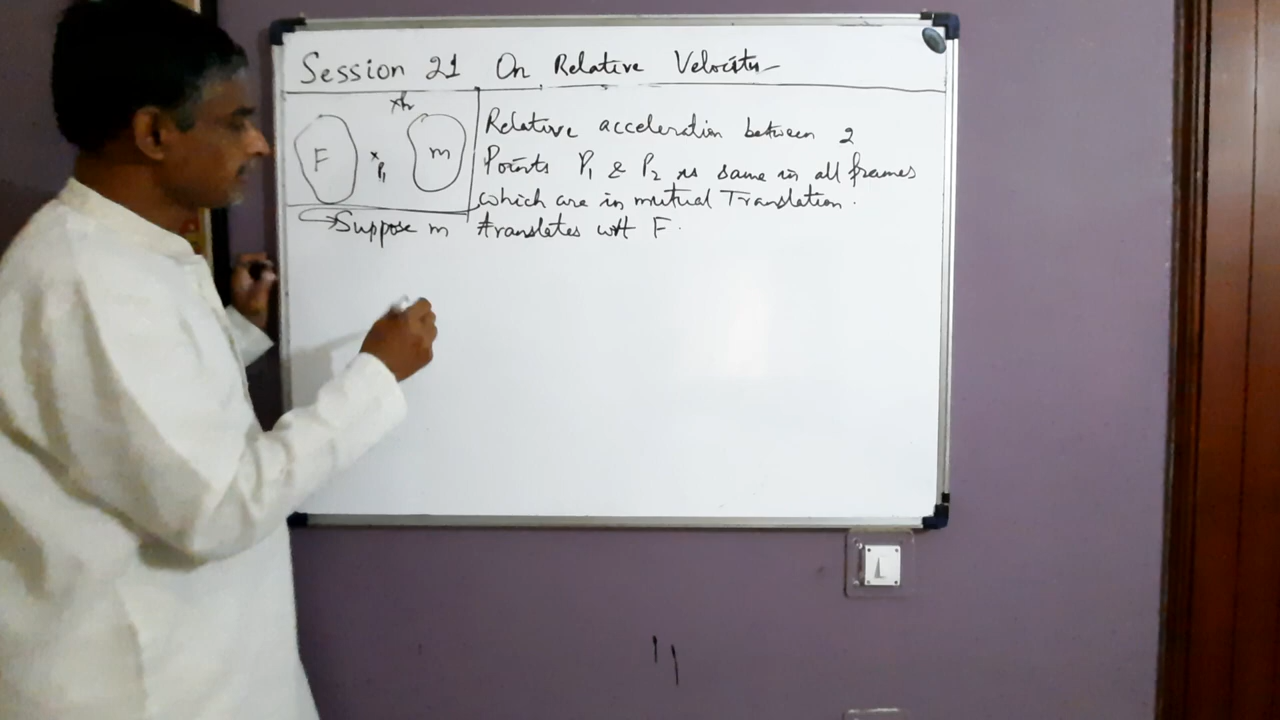 Session 21 On Relative Velocity
F
P1
m
Relative acceleration between 2
Points P1 & P2 is same in all frames
which are in mutual Translation.
Suppose m translates wrt F.